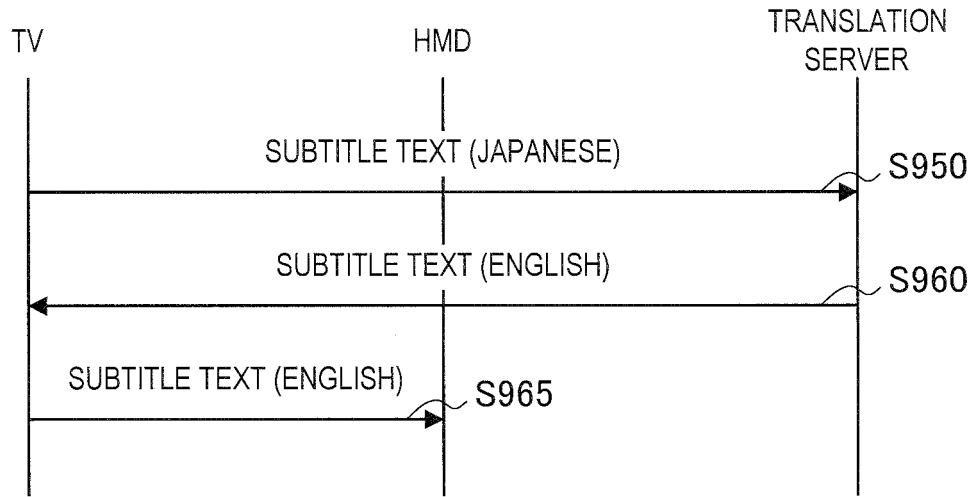 TV
HMD
TRANSLATION
SERVER
SUBTITLE TEXT (JAPANESE)
S950
SUBTITLE TEXT (ENGLISH)
S960
SUBTITLE TEXT (ENGLISH)
S965